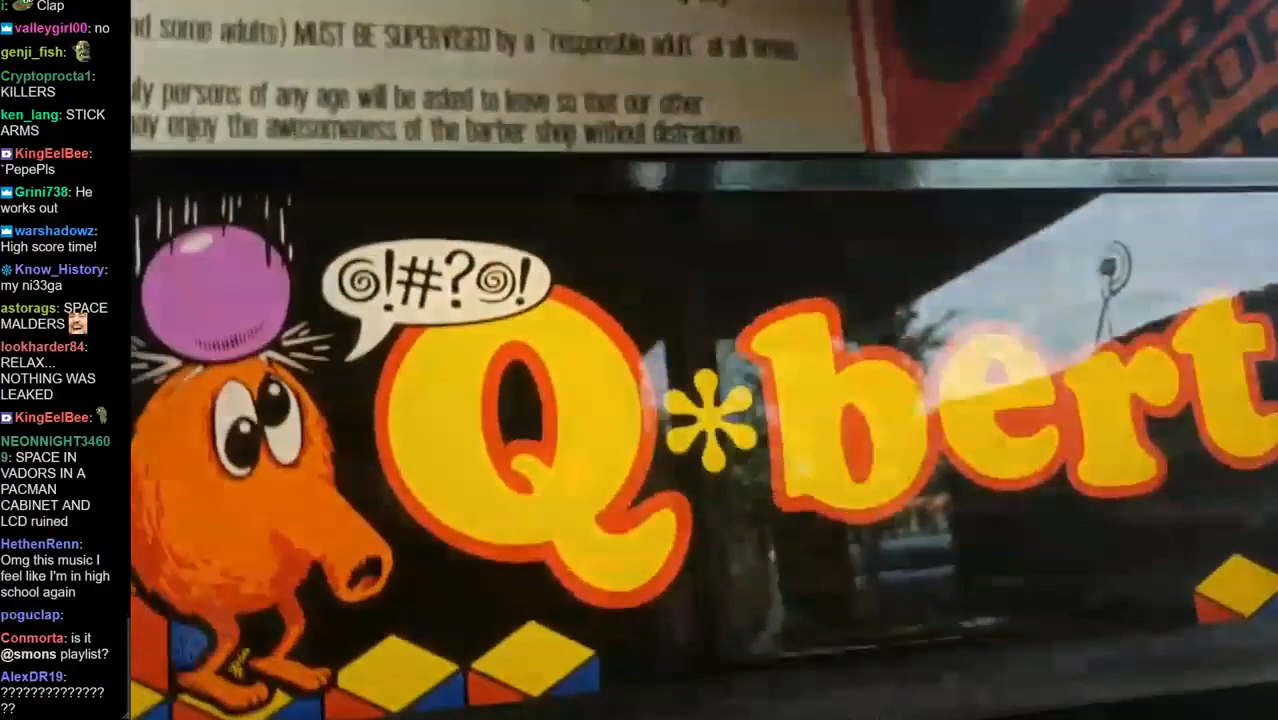 i: Clap
valleygirl00: no
genji_fish:
Cryptoprocta1:
KILLERS
ken_lang: STICK
ARMS
KingEelBee:
`PepePls
Grini738: He
works out
warshadowz:
High score time!
Know_History:
my ni33ga
astorags: SPACE
MALDERS
lookharder84:
RELAX...
NOTHING WAS
LEAKED
KingEelBee:
NEONNIGHT3460
9: SPACE IN
VADORS IN A
PACMAN
CABINET AND
LCD ruined
HethenRenn:
Omg this music I
feel like I'm in high
school again
poguclap:
Conmorta: is it
@smons playlist?
AlexDR19:
??????????????
??
nd some adults) MUST BE SUPERVISED by a "responsible adult" at all times.
ly persons of any age will be asked to leave so that our other
ay enjoy the awesomeness of the barber shop without distraction.
SHOP
@!#?@!
Q*bert